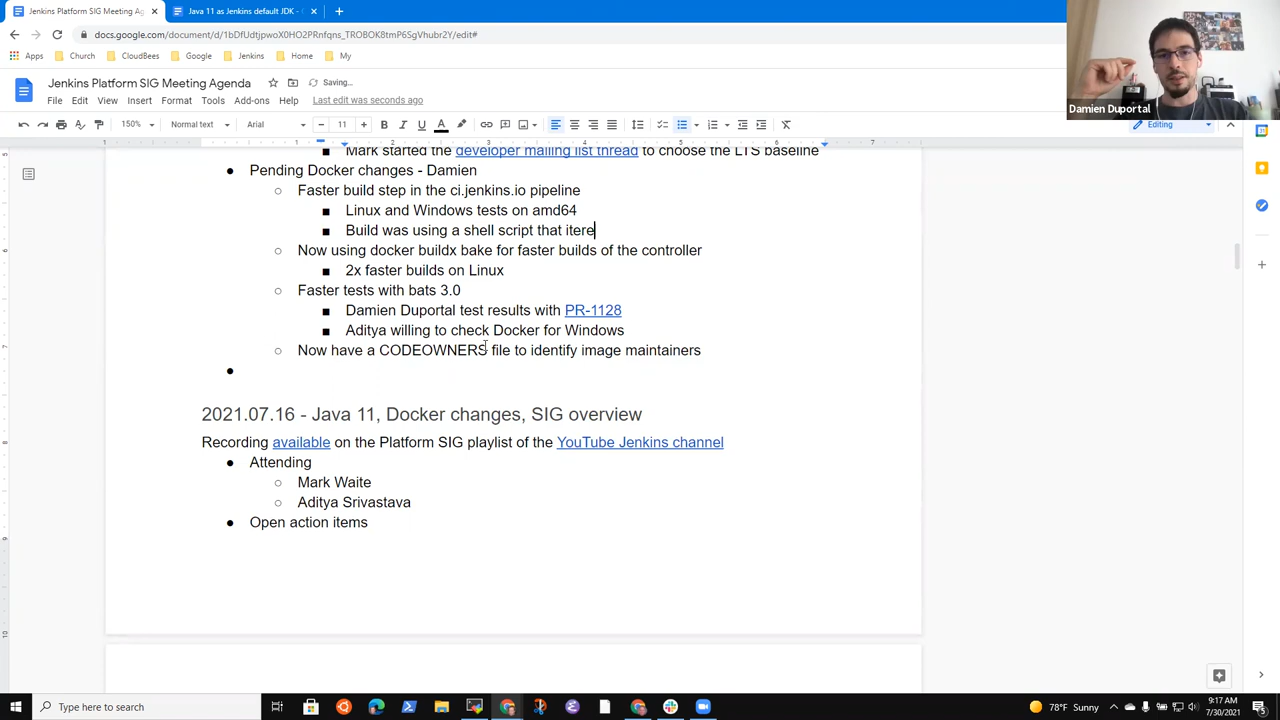 Jenkins Platform SIG Meeting Ag
Java 11 as Jenkins default JDK -
docs.google.com/document/d/1bDfUdtjpwoX0HO2PRnfqns_TROBOK8tmP6SgVhubr2Y/edit#
Apps
Church
CloudBees
Google
Jenkins
Home
My
Damien Duportal
Jenkins Platform SIG Meeting Agenda
Saving...
File Edit View Insert Format Tools Add-ons Help
Last edit was seconds ago
150%
Normal text
Arial
11
Editing
Mark started the developer mailing list thread to choose the LTS baseline
Pending Docker changes - Damien
Faster build step in the ci.jenkins.io pipeline
Linux and Windows tests on amd64
Build was using a shell script that itere
Now using docker buildx bake for faster builds of the controller
2x faster builds on Linux
Faster tests with bats 3.0
Damien Duportal test results with PR-1128
Aditya willing to check Docker for Windows
Now have a CODEOWNERS file to identify image maintainers
2021.07.16 - Java 11, Docker changes, SIG overview
Recording available on the Platform SIG playlist of the YouTube Jenkins channel
Attending
Mark Waite
Aditya Srivastava
Open action items
Type here to search
78°F Sunny
9:17 AM
7/30/2021